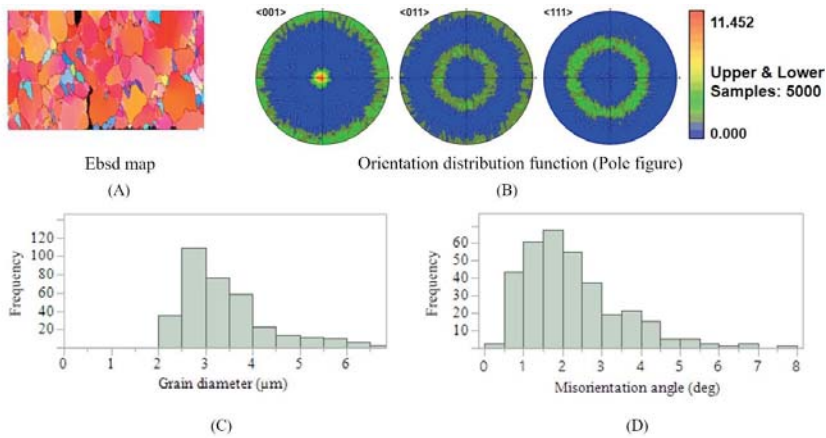 <001>
<011>
<111>
11.452
Upper & Lower
Samples: 5000
0.000
Ebsd map
Orientation distribution function (Pole figure)
(A)
(B)
Frequency
120
100
80
60
40
20
0 1 2 3 4 5 6
Grain diameter (µm)
(C)
Frequency
60
50
40
30
20
10
0 1 2 3 4 5 6 7 8
Misorientation angle (deg)
(D)